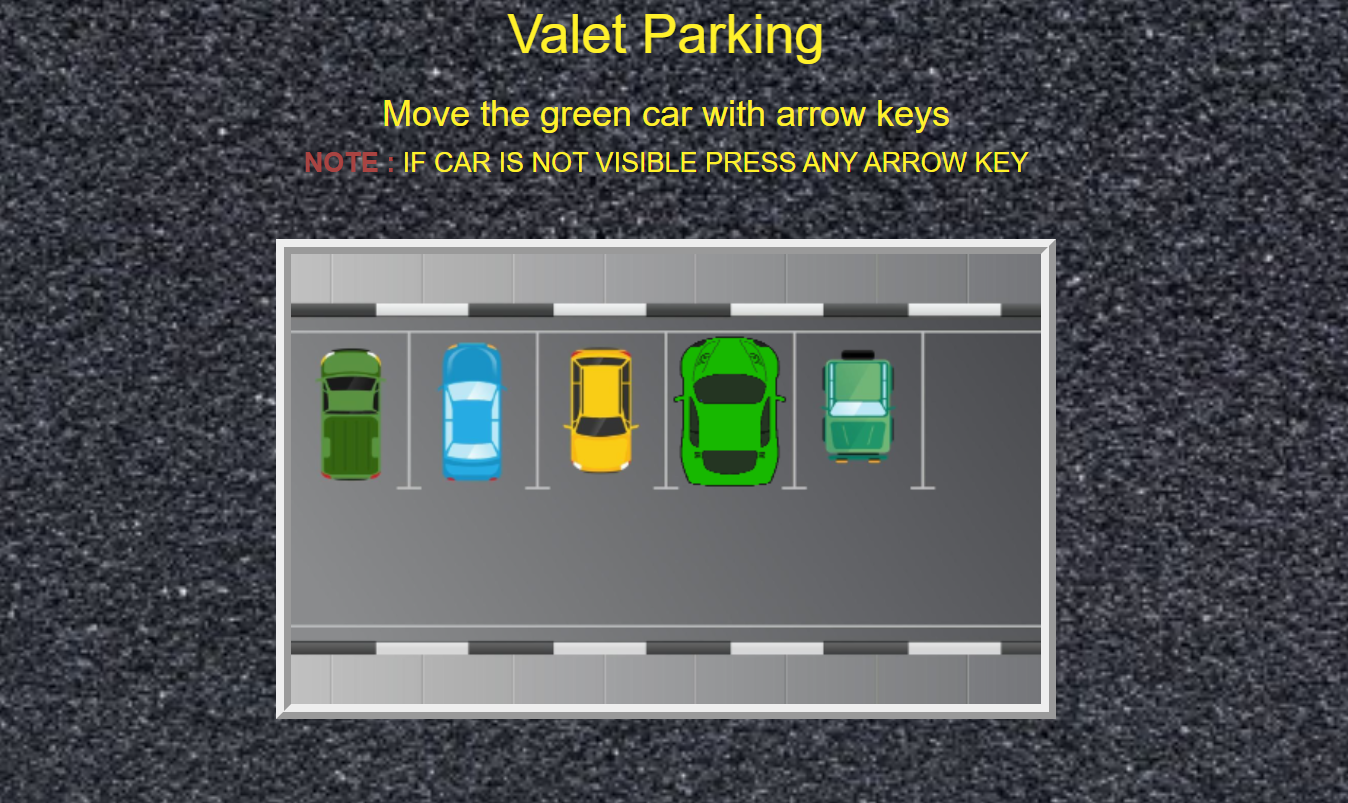 Valet Parking
Move the green car with arrow keys
NOTE : IF CAR IS NOT VISIBLE PRESS ANY ARROW KEY